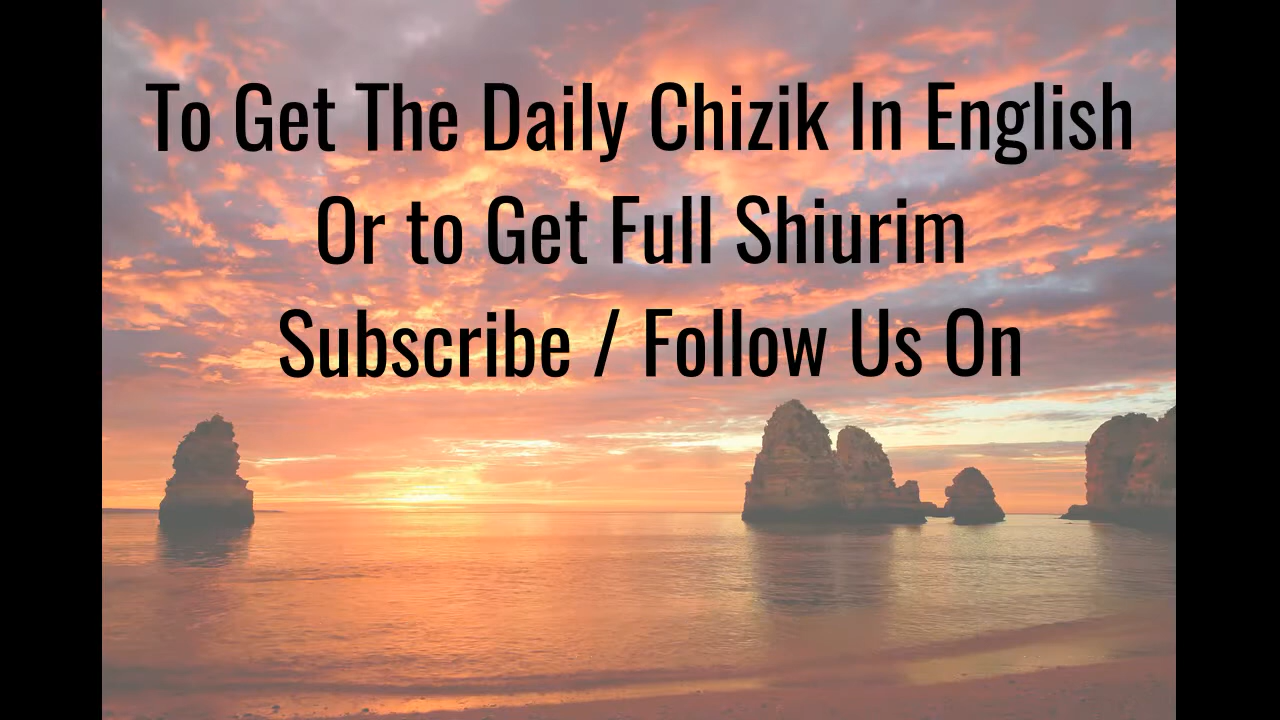 To Get The Daily Chizik In English
Or to Get Full Shiurim
Subscribe / Follow Us On